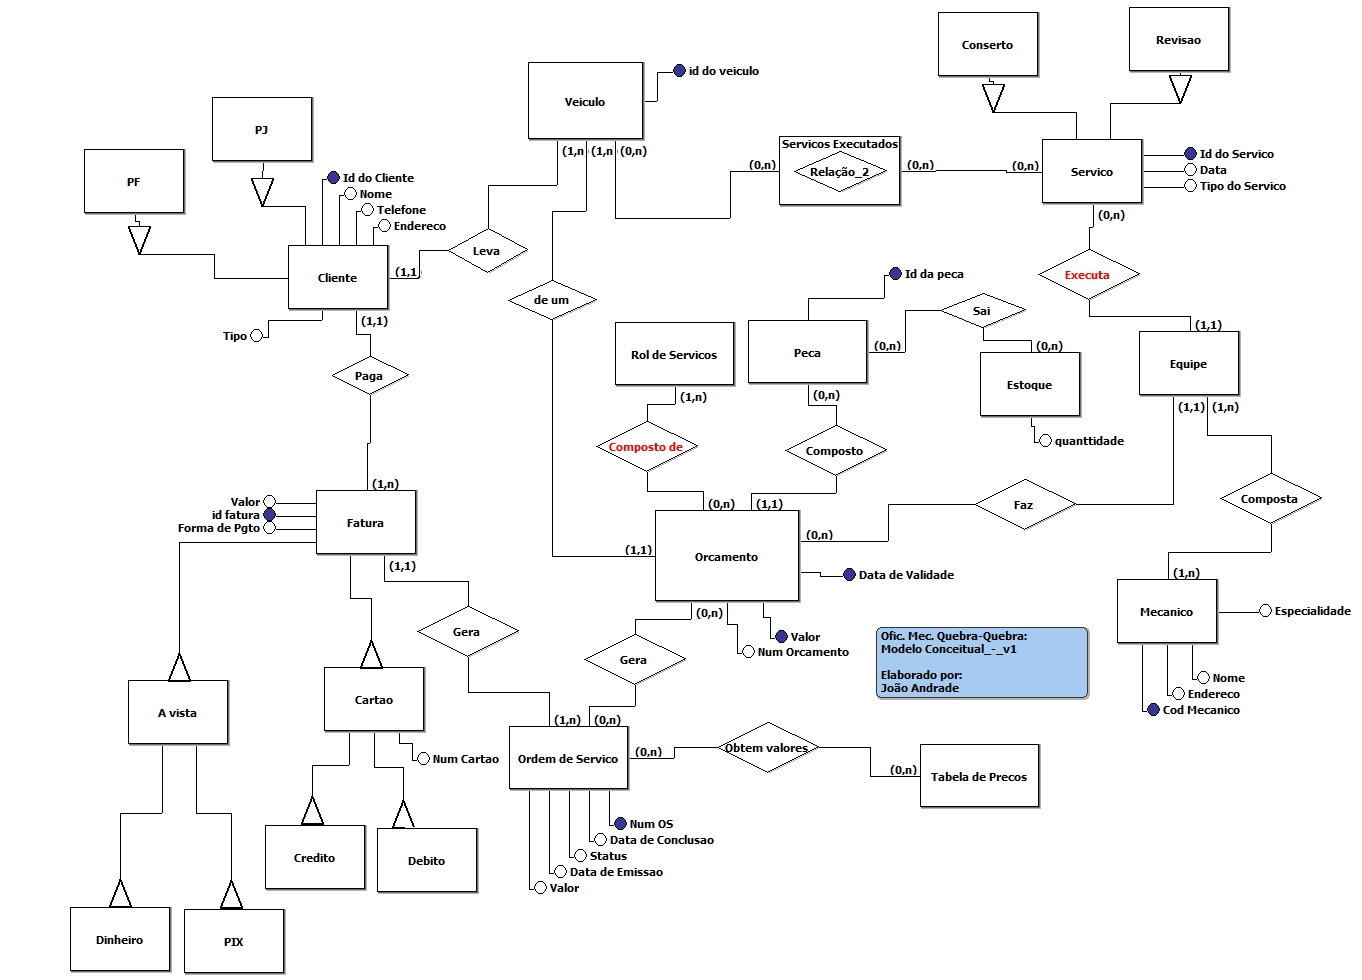 Conserto
Revisao
Veiculo
id do veiculo
PJ
PF
(1,n)
(1,n)
(0,n)
Servicos Executados
Relação_2
(0,n)
(0,n)
(0,n)
Servico
Id do Servico
Data
Tipo do Servico
(0,n)
Id do Cliente
Nome
Telefone
Endereco
Cliente
(1,1)
Leva
Tipo
(1,1)
Paga
de um
Executa
(1,1)
Id da peca
Sai
Rol de Servicos
Peca
(0,n)
(0,n)
Estoque
quanttidade
Equipe
(1,1)
(1,n)
(1,n)
(0,n)
Composto de
Composto
Composta
(1,n)
Valor
id fatura
Forma de Pgto
Fatura
(1,1)
(0,n)
(1,1)
Faz
(0,n)
(1,1)
Orcamento
Data de Validade
(0,n)
Valor
Num Orcamento
(1,n)
Mecanico
Especialidade
Nome
Endereco
Cod Mecanico
Gera
Gera
Ofic. Mec. Quebra-Quebra:
Modelo Conceitual_-_v1
Elaborado por:
João Andrade
A vista
Cartao
Num Cartao
(1,n)
(0,n)
Ordem de Servico
(0,n)
Obtem valores
(0,n)
Tabela de Precos
Num OS
Data de Conclusao
Status
Data de Emissao
Valor
Credito
Debito
Dinheiro
PIX